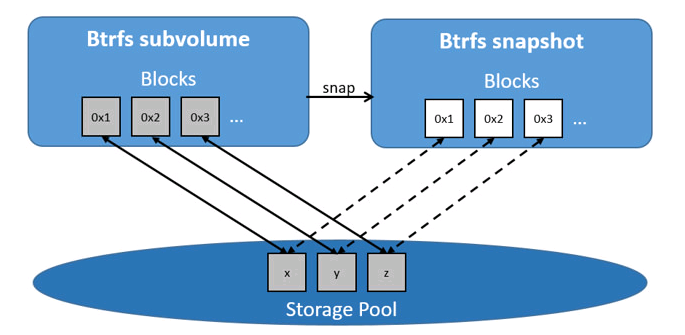 Btrfs subvolume
Blocks
0x1 0x2 0x3 ...
snap
Btrfs snapshot
Blocks
0x1 0x2 0x3 ...
x y z
Storage Pool